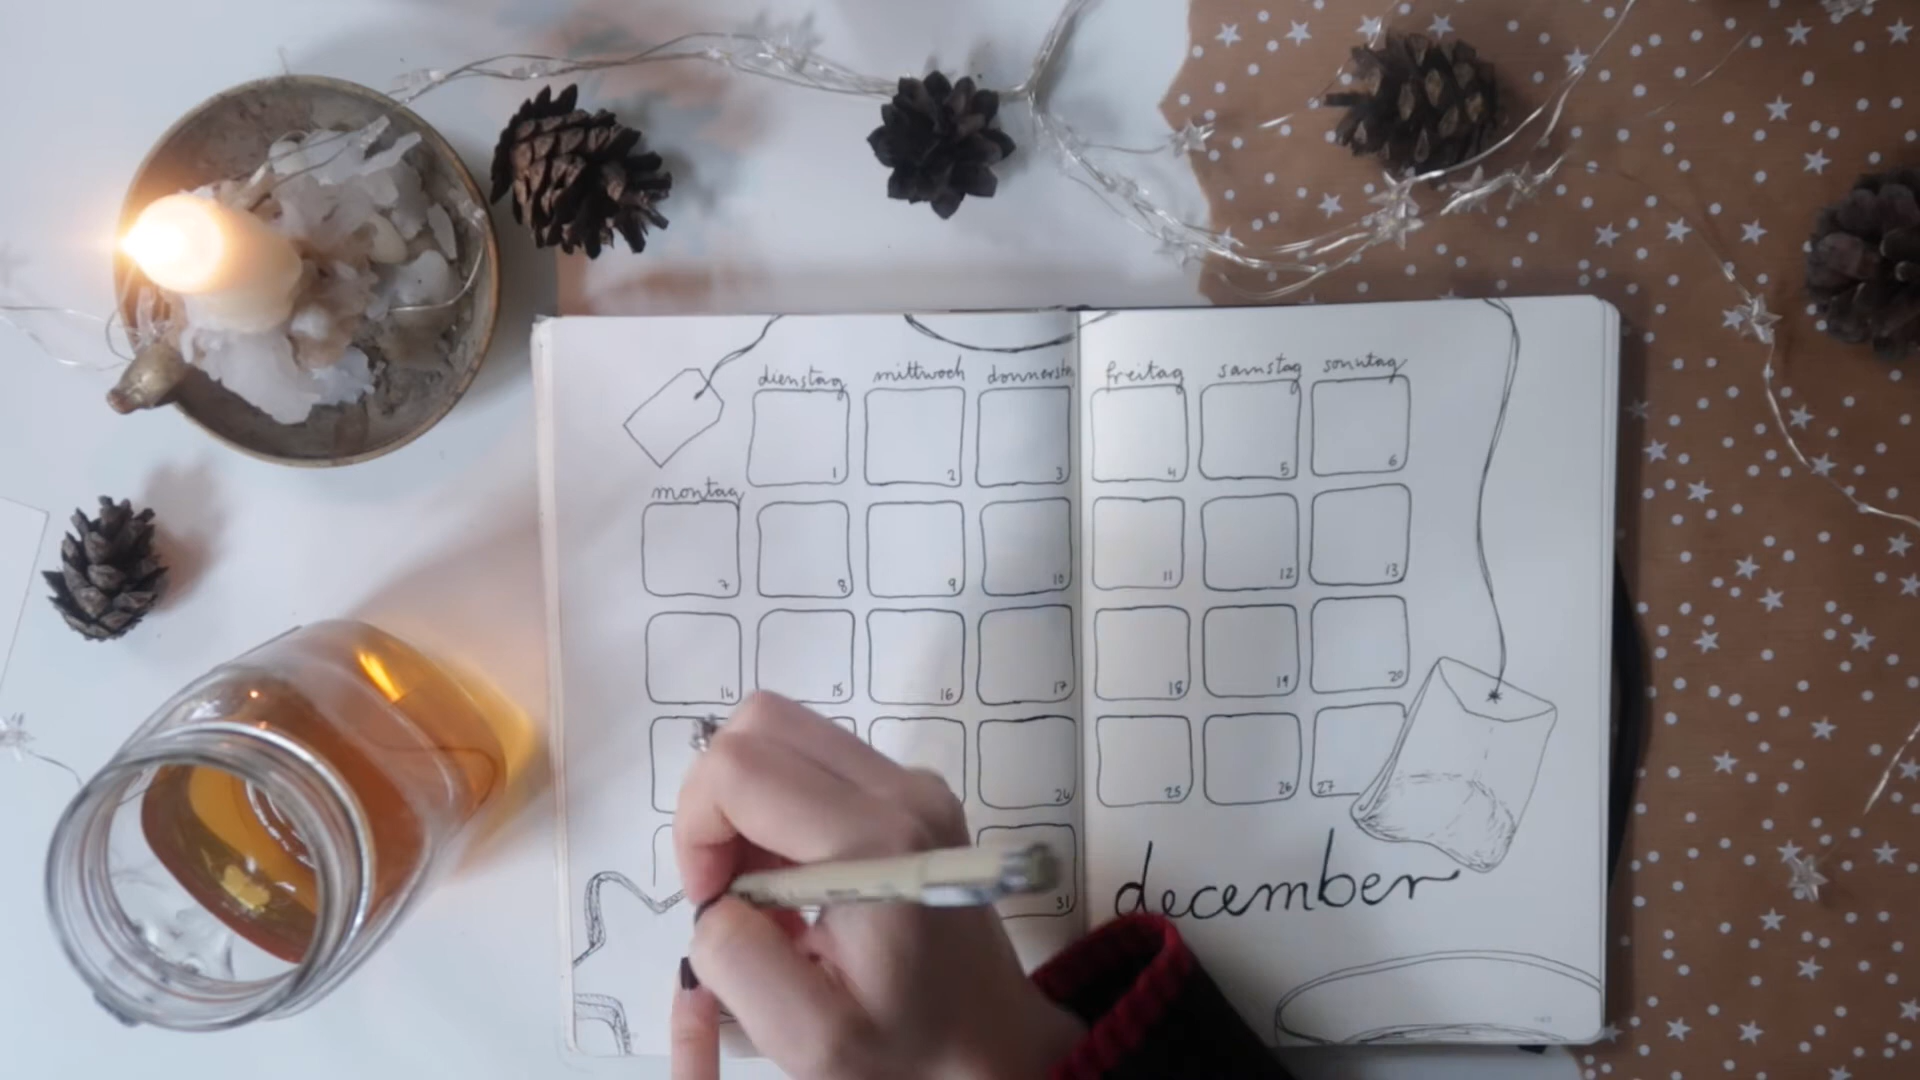 dienstag mittwoch donnerstag freitag samstag sonntag
1 2 3 4 5 6
montag
7 8 9 10 11 12 13
14 15 16 17 18 19 20
24 25 26 27
31
december